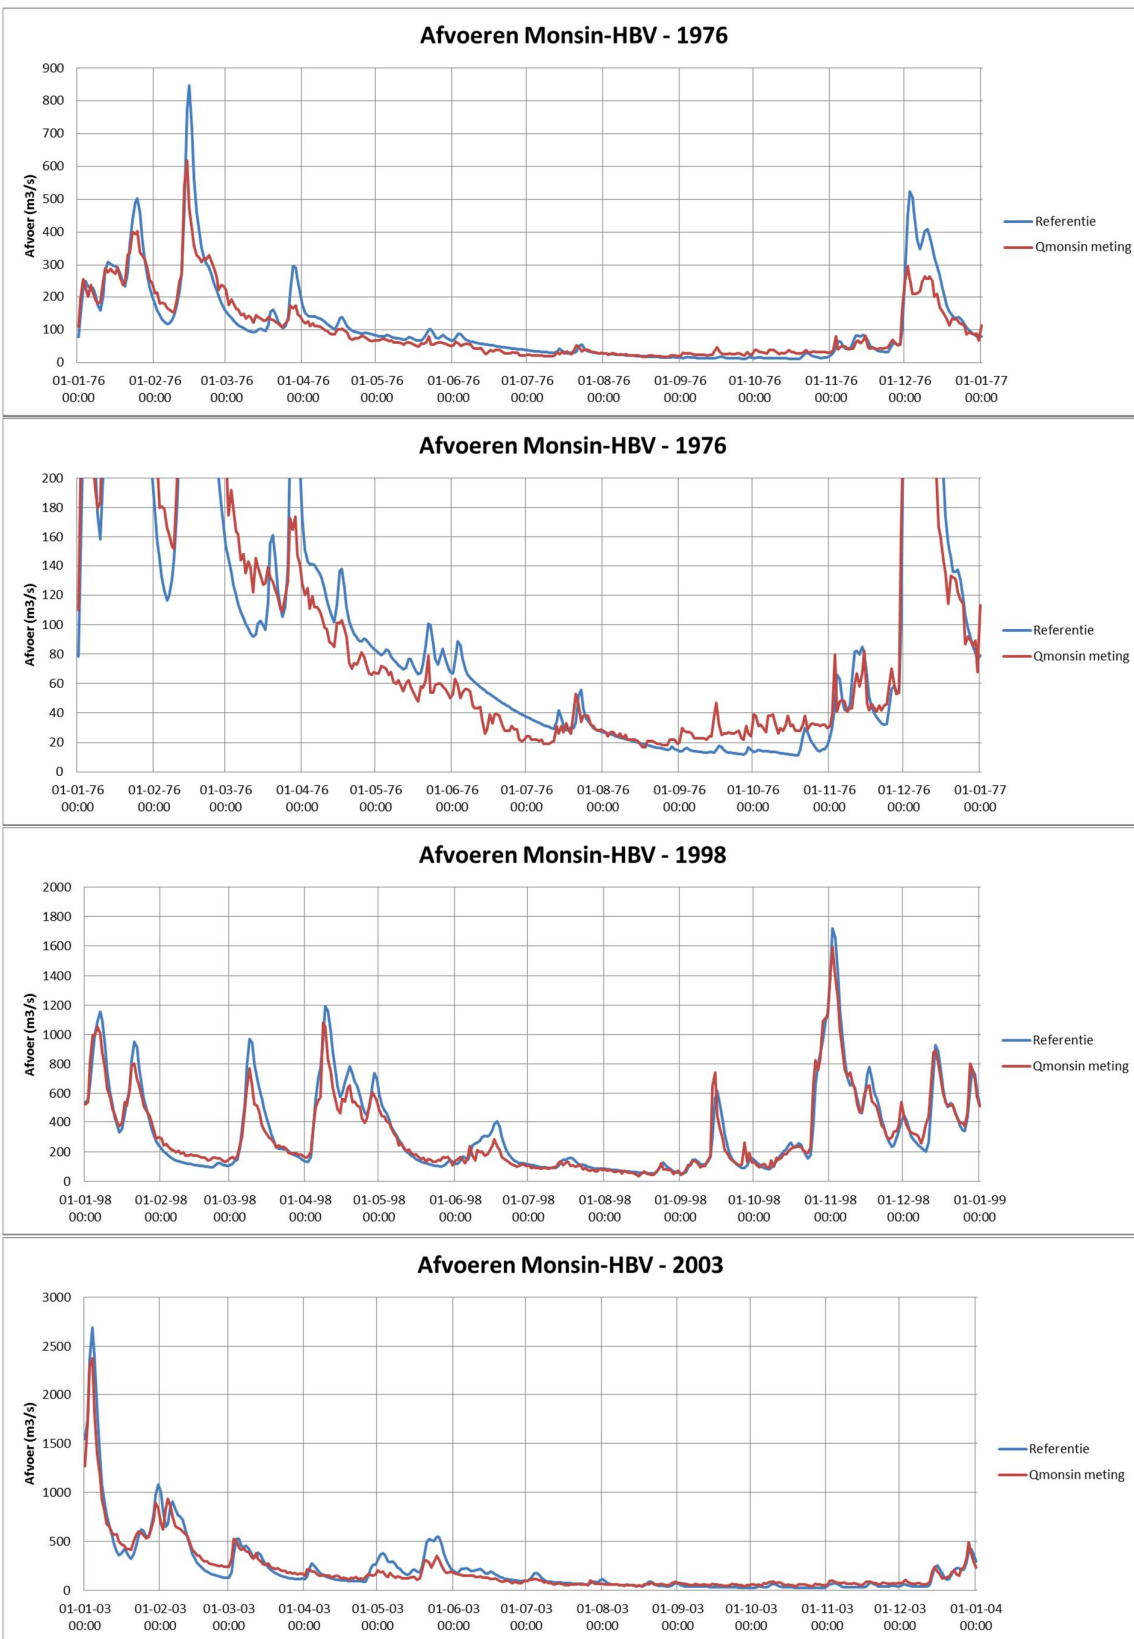 Afvoeren Monsin-HBV - 1976
900
800
700
600
500
400
300
200
100
0
Afvoer (m3/s)
Referentie
Qmonsin meting
01-01-76 01-02-76 01-03-76 01-04-76 01-05-76 01-06-76 01-07-76 01-08-76 01-09-76 01-10-76 01-11-76 01-12-76 01-01-77
00:00 00:00 00:00 00:00 00:00 00:00 00:00 00:00 00:00 00:00 00:00 00:00 00:00
Afvoeren Monsin-HBV - 1976
200
180
160
140
120
100
80
60
40
20
0
Afvoer (m3/s)
Referentie
Qmonsin meting
01-01-76 01-02-76 01-03-76 01-04-76 01-05-76 01-06-76 01-07-76 01-08-76 01-09-76 01-10-76 01-11-76 01-12-76 01-01-77
00:00 00:00 00:00 00:00 00:00 00:00 00:00 00:00 00:00 00:00 00:00 00:00 00:00
Afvoeren Monsin-HBV - 1998
2000
1800
1600
1400
1200
1000
800
600
400
200
0
Afvoer (m3/s)
Referentie
Qmonsin meting
01-01-98 01-02-98 01-03-98 01-04-98 01-05-98 01-06-98 01-07-98 01-08-98 01-09-98 01-10-98 01-11-98 01-12-98 01-01-99
00:00 00:00 00:00 00:00 00:00 00:00 00:00 00:00 00:00 00:00 00:00 00:00 00:00
Afvoeren Monsin-HBV - 2003
3000
2500
2000
1500
1000
500
0
Afvoer (m3/s)
Referentie
Qmonsin meting
01-01-03 01-02-03 01-03-03 01-04-03 01-05-03 01-06-03 01-07-03 01-08-03 01-09-03 01-10-03 01-11-03 01-12-03 01-01-04
00:00 00:00 00:00 00:00 00:00 00:00 00:00 00:00 00:00 00:00 00:00 00:00 00:00